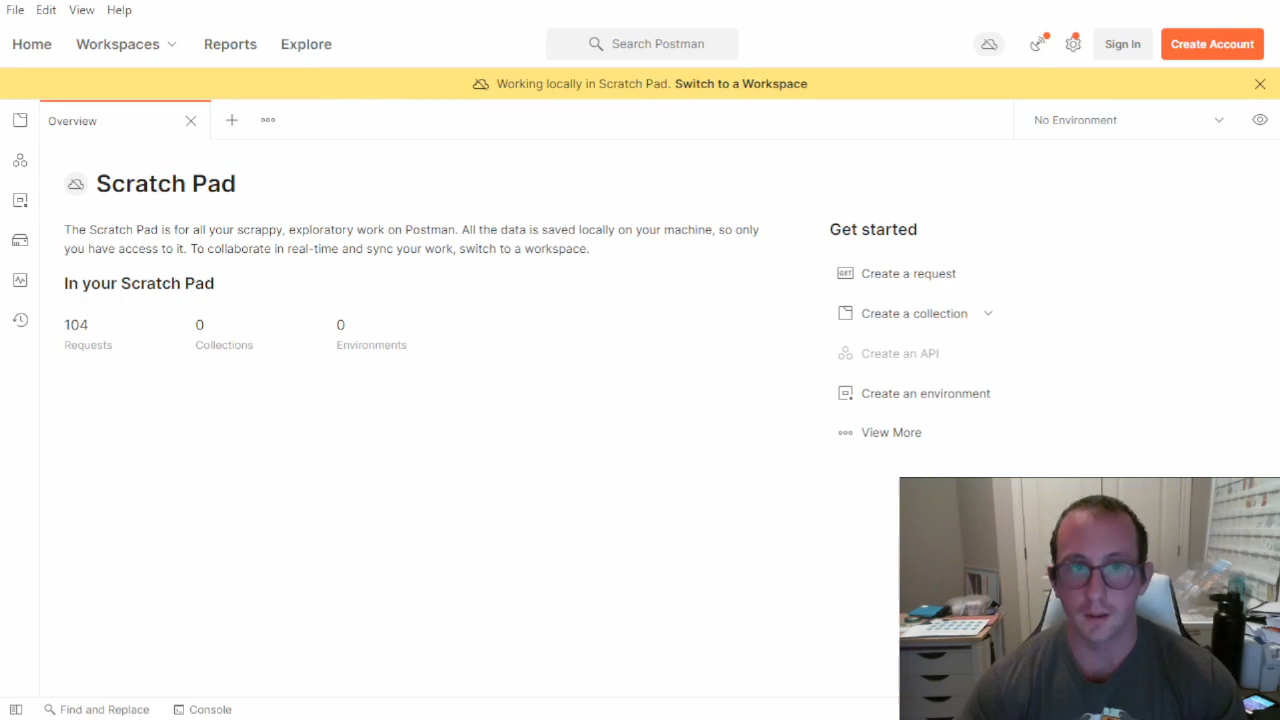 File Edit View Help
Home Workspaces Reports Explore Search Postman Sign In Create Account
Working locally in Scratch Pad. Switch to a Workspace
Overview No Environment
Scratch Pad
The Scratch Pad is for all your scrappy, exploratory work on Postman. All the data is saved locally on your machine, so only
you have access to it. To collaborate in real-time and sync your work, switch to a workspace.
In your Scratch Pad
104 0 0
Requests Collections Environments
Get started
GET Create a request
Create a collection
Create an API
Create an environment
View More
Find and Replace Console